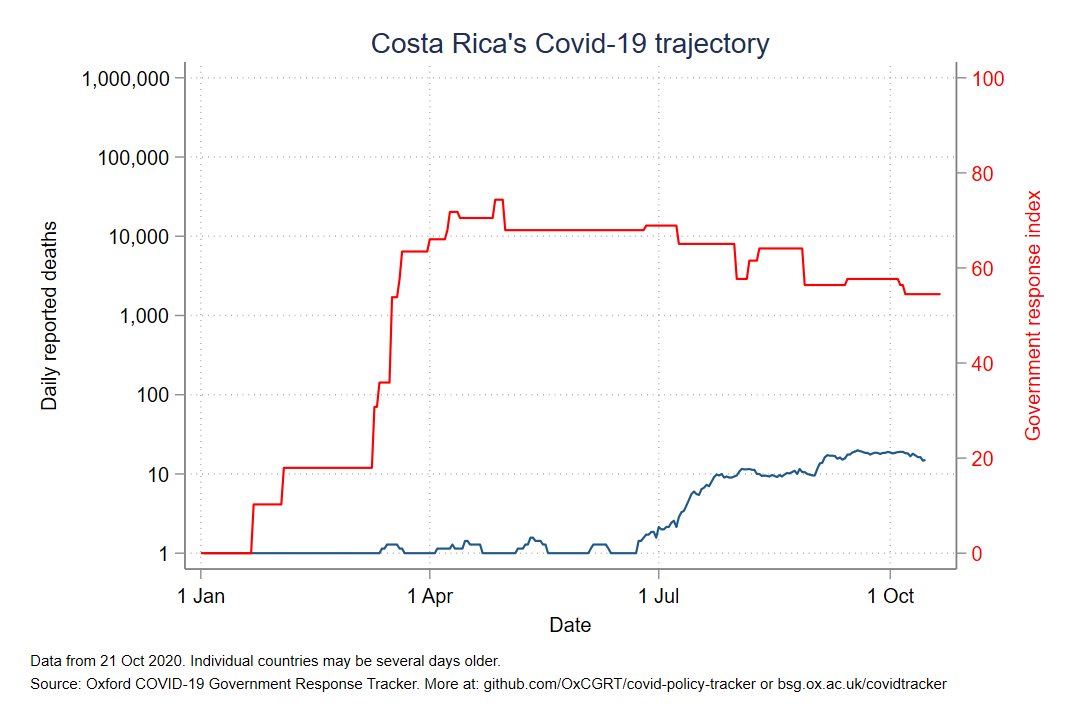 Costa Rica's Covid-19 trajectory
1,000,000
100,000
10,000
1,000
100
10
1
Daily reported deaths
100
80
60
40
20
0
Government response index
1 Jan
1 Apr
1 Jul
1 Oct
Date
Data from 21 Oct 2020. Individual countries may be several days older.
Source: Oxford COVID-19 Government Response Tracker. More at: github.com/OxCGRT/covid-policy-tracker or bsg.ox.ac.uk/covidtracker